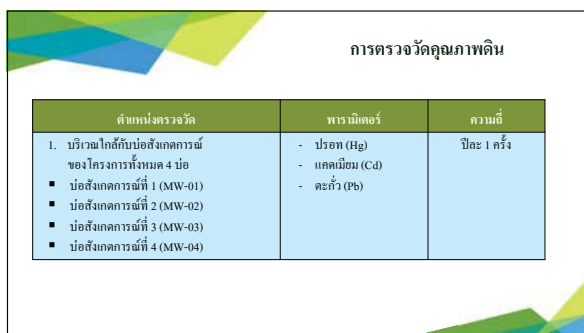 การตรวจวัดคุณภาพดิน
ตำแหน่งตรวจวัด พารามิเตอร์ ความถี่
1. บริเวณใกล้กับบ่อสังเกตการณ์
ของโครงการทั้งหมด 4 บ่อ
■ บ่อสังเกตการณ์ที่ 1 (MW-01)
■ บ่อสังเกตการณ์ที่ 2 (MW-02)
■ บ่อสังเกตการณ์ที่ 3 (MW-03)
■ บ่อสังเกตการณ์ที่ 4 (MW-04)
- ปรอท (Hg)
- แคดเมียม (Cd)
- ตะกั่ว (Pb)
ปีละ 1 ครั้ง